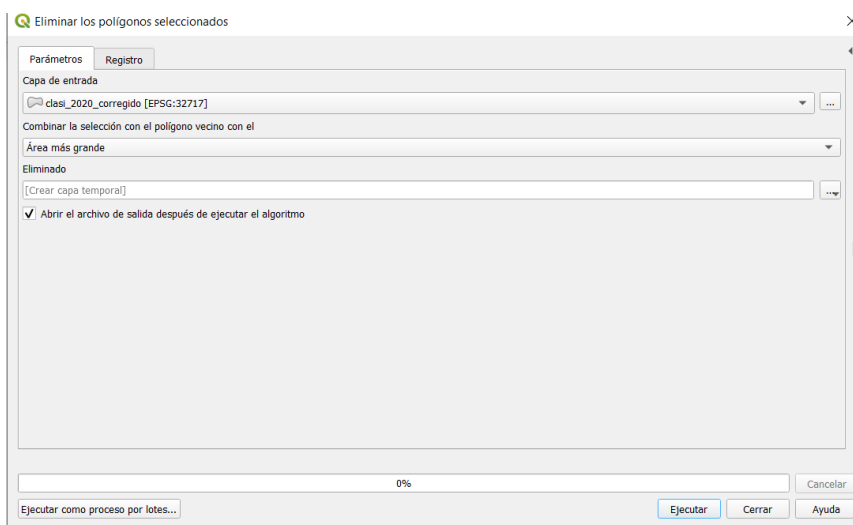 Eliminar los polígonos seleccionados
Parámetros Registro
Capa de entrada
clasi_2020_corregido [EPSG:32717]
...
Combinar la selección con el polígono vecino con el
Área más grande
Eliminado
[Crear capa temporal]
...
Abrir el archivo de salida después de ejecutar el algoritmo
0%
Cancelar
Ejecutar como proceso por lotes...
Ejecutar
Cerrar
Ayuda